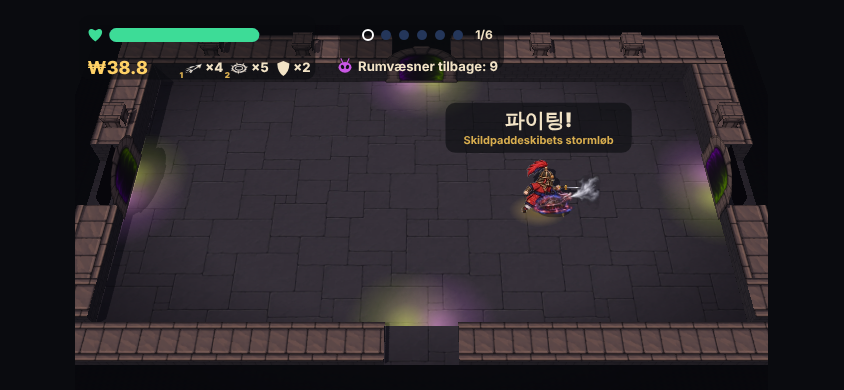 1/6
₩38.8 1 ×4 2 ×5 ×2 Rumvæsner tilbage: 9
파이팅!
Skildpaddeskibets stormløb